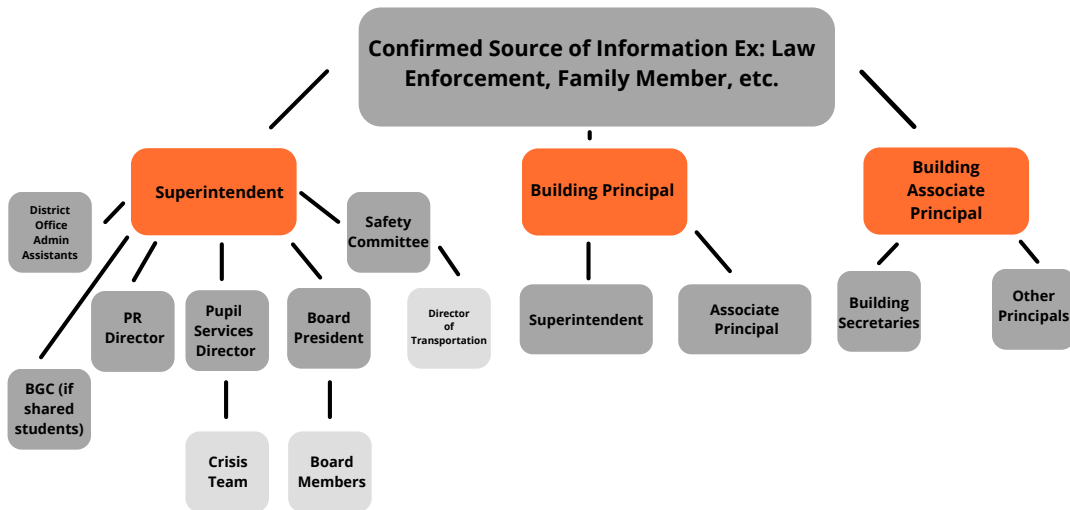 Confirmed Source of Information Ex: Law
Enforcement, Family Member, etc.
Superintendent
Building Principal
Building
Associate
Principal
District
Office
Admin
Assistants
Safety
Committee
PR
Director
Pupil
Services
Director
Board
President
Director
of
Transportation
Superintendent
Associate
Principal
Building
Secretaries
Other
Principals
BGC (if
shared
students)
Crisis
Team
Board
Members